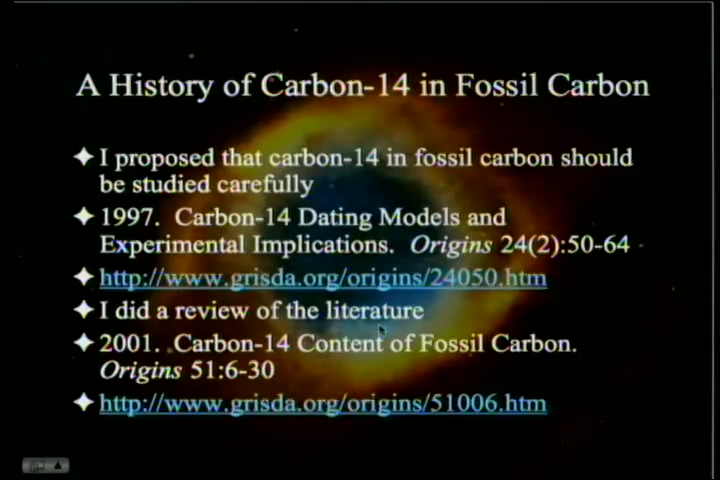 A History of Carbon-14 in Fossil Carbon
I proposed that carbon-14 in fossil carbon should
be studied carefully
1997. Carbon-14 Dating Models and
Experimental Implications. Origins 24(2):50-64
http://www.grisda.org/origins/24050.htm
I did a review of the literature
2001. Carbon-14 Content of Fossil Carbon.
Origins 51:6-30
http://www.grisda.org/origins/51006.htm